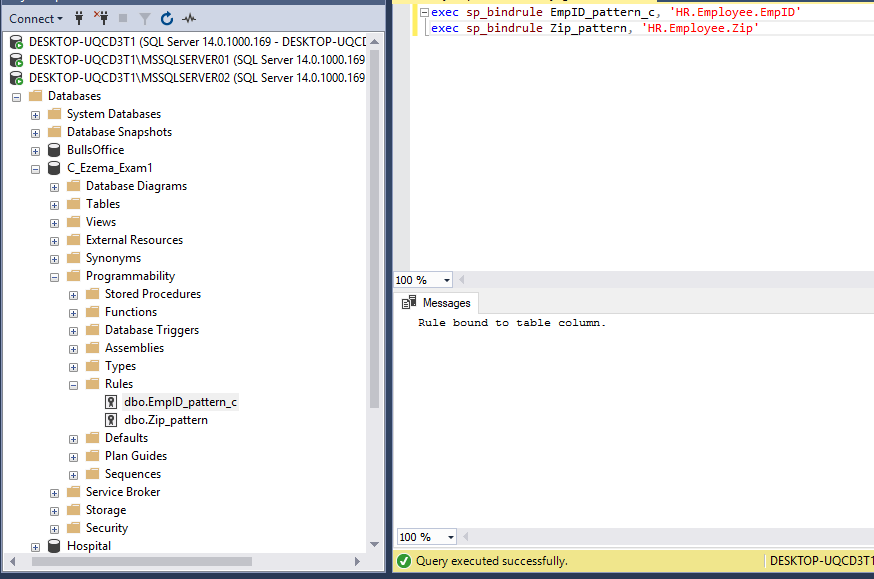 Connect
DESKTOP-UQCD3T1 (SQL Server 14.0.1000.169 - DESKTOP-UQCD
DESKTOP-UQCD3T1\MSSQLSERVER01 (SQL Server 14.0.1000.169
DESKTOP-UQCD3T1\MSSQLSERVER02 (SQL Server 14.0.1000.169
Databases
System Databases
Database Snapshots
BullsOffice
C_Ezema_Exam1
Database Diagrams
Tables
Views
External Resources
Synonyms
Programmability
Stored Procedures
Functions
Database Triggers
Assemblies
Types
Rules
dbo.EmpID_pattern_c
dbo.Zip_pattern
Defaults
Plan Guides
Sequences
Service Broker
Storage
Security
Hospital
exec sp_bindrule EmpID_pattern_c, 'HR.Employee.EmpID'
exec sp_bindrule Zip_pattern, 'HR.Employee.Zip'
100 %
Messages
Rule bound to table column.
100 %
Query executed successfully.
DESKTOP-UQCD3T1